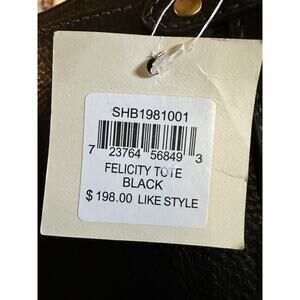 SHB1981001
7 23764 56849 3
FELICITY TOTE
BLACK
$ 198.00 LIKE STYLE